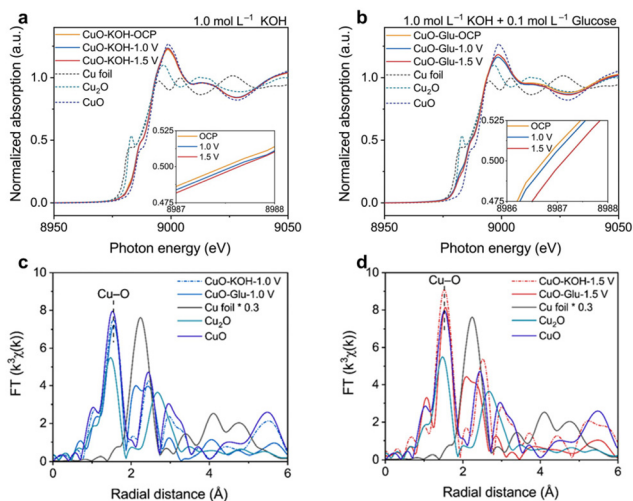 a 1.0 mol L⁻¹ KOH
CuO-KOH-OCP
CuO-KOH-1.0 V
CuO-KOH-1.5 V
Cu foil
Cu₂O
CuO
Normalized absorption (a.u.)
1.0
0.5
0.0
0.525
0.500
0.475
OCP
1.0 V
1.5 V
8987 8988
8950 9000 9050
Photon energy (eV)
b 1.0 mol L⁻¹ KOH + 0.1 mol L⁻¹ Glucose
CuO-Glu-OCP
CuO-Glu-1.0 V
CuO-Glu-1.5 V
Cu foil
Cu₂O
CuO
Normalized absorption (a.u.)
1.0
0.5
0.0
0.525
0.500
0.475
OCP
1.0 V
1.5 V
8986 8987 8988
8950 9000 9050
Photon energy (eV)
c
Cu–O
CuO-KOH-1.0 V
CuO-Glu-1.0 V
Cu foil * 0.3
Cu₂O
CuO
FT (k³χ(k))
10
8
6
4
2
0
0 2 4 6
Radial distance (Å)
d
Cu–O
CuO-KOH-1.5 V
CuO-Glu-1.5 V
Cu foil * 0.3
Cu₂O
CuO
FT (k³χ(k))
10
8
6
4
2
0
0 2 4 6
Radial distance (Å)